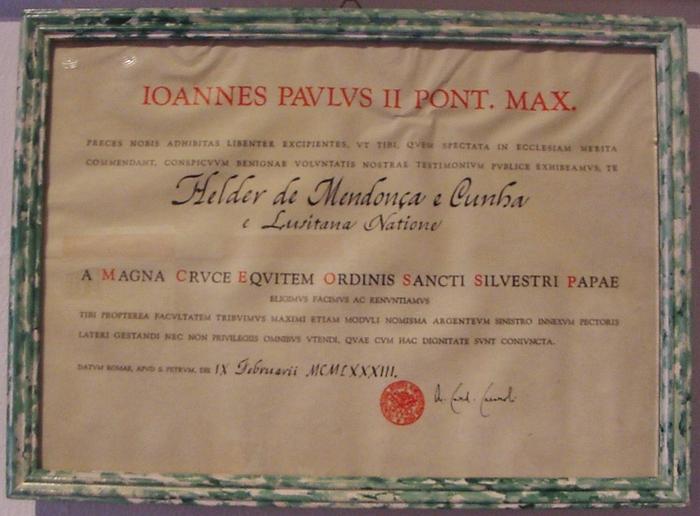 IOANNES PAVLVS II PONT. MAX.
PRECES NOBIS ADHIBITAS LIBENTER EXCIPIENTES, VT TIBI, QVEM SPECTATA IN ECCLESIAM MERITA
COMMENDANT, CONSPICVVM BENIGNAE VOLVNTATIS NOSTRAE TESTIMONIVM PVBLICE EXHIBEAMVS, TE
Helder de Mendonça e Cunha
e Lusitana Natione
A MAGNA CRVCE EQVITEM ORDINIS SANCTI SILVESTRI PAPAE
ELIGIMVS FACIMVS AC RENVNTIAMVS
TIBI PROPTEREA FACVLTATEM TRIBVIMVS MAXIMI ETIAM MODVLI NOMISMA ARGENTEVM SINISTRO INNEXVM PECTORIS
LATERI GESTANDI NEC NON PRIVILEGIIS OMNIBVS VTENDI, QVAE CVM HAC DIGNITATE SVNT CONIVNCTA.
DATVM ROMAE, APVD S. PETRVM, DIE IX Februarii MCMLXXXIII.